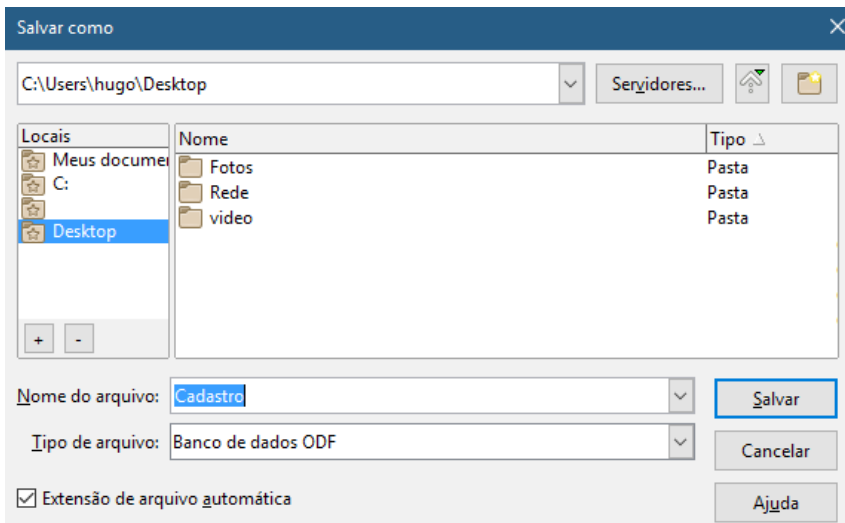 Salvar como
C:\Users\hugo\Desktop
Servidores...
Locais
Meus documer
C:
Desktop
+ -
Nome Tipo
Fotos Pasta
Rede Pasta
video Pasta
Nome do arquivo: Cadastro
Salvar
Tipo de arquivo: Banco de dados ODF
Cancelar
Extensão de arquivo automática
Ajuda